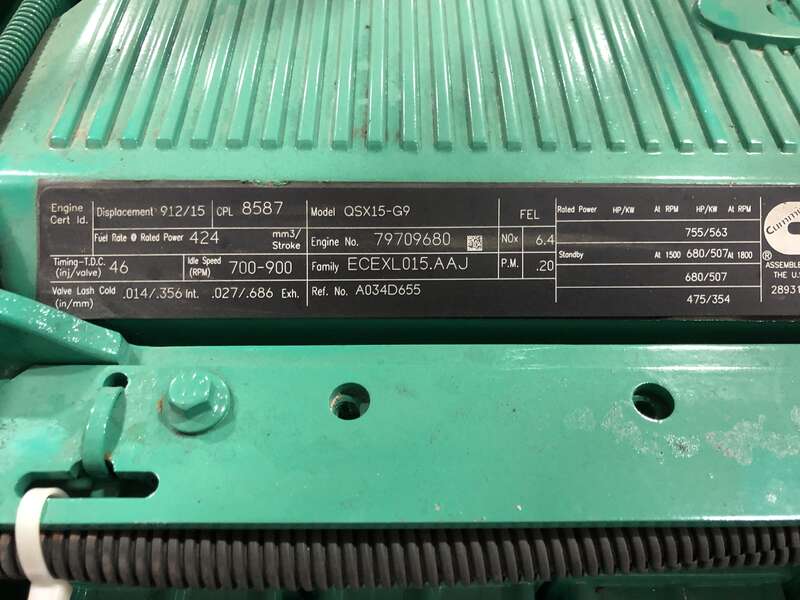 Engine Cert Id.
Displacement 912/15
CPL 8587
Fuel Rate @ Rated Power 424 mm3/Stroke
Timing-T.D.C. (inj/valve) 46
Idle Speed (RPM) 700-900
Valve Lash Cold (in/mm) .014/.356 Int. .027/.686 Exh.
Model QSX15-G9
Engine No. 79709680
Family ECEXL015.AAJ
Ref. No. A034D655
FEL
NOx 6.4
P.M. .20
Rated Power HP/KW At RPM HP/KW At RPM
755/563
Standby At 1500 680/507 At 1800
680/507
475/354
Cummi
®
ASSEMBLE
THE U.
28931